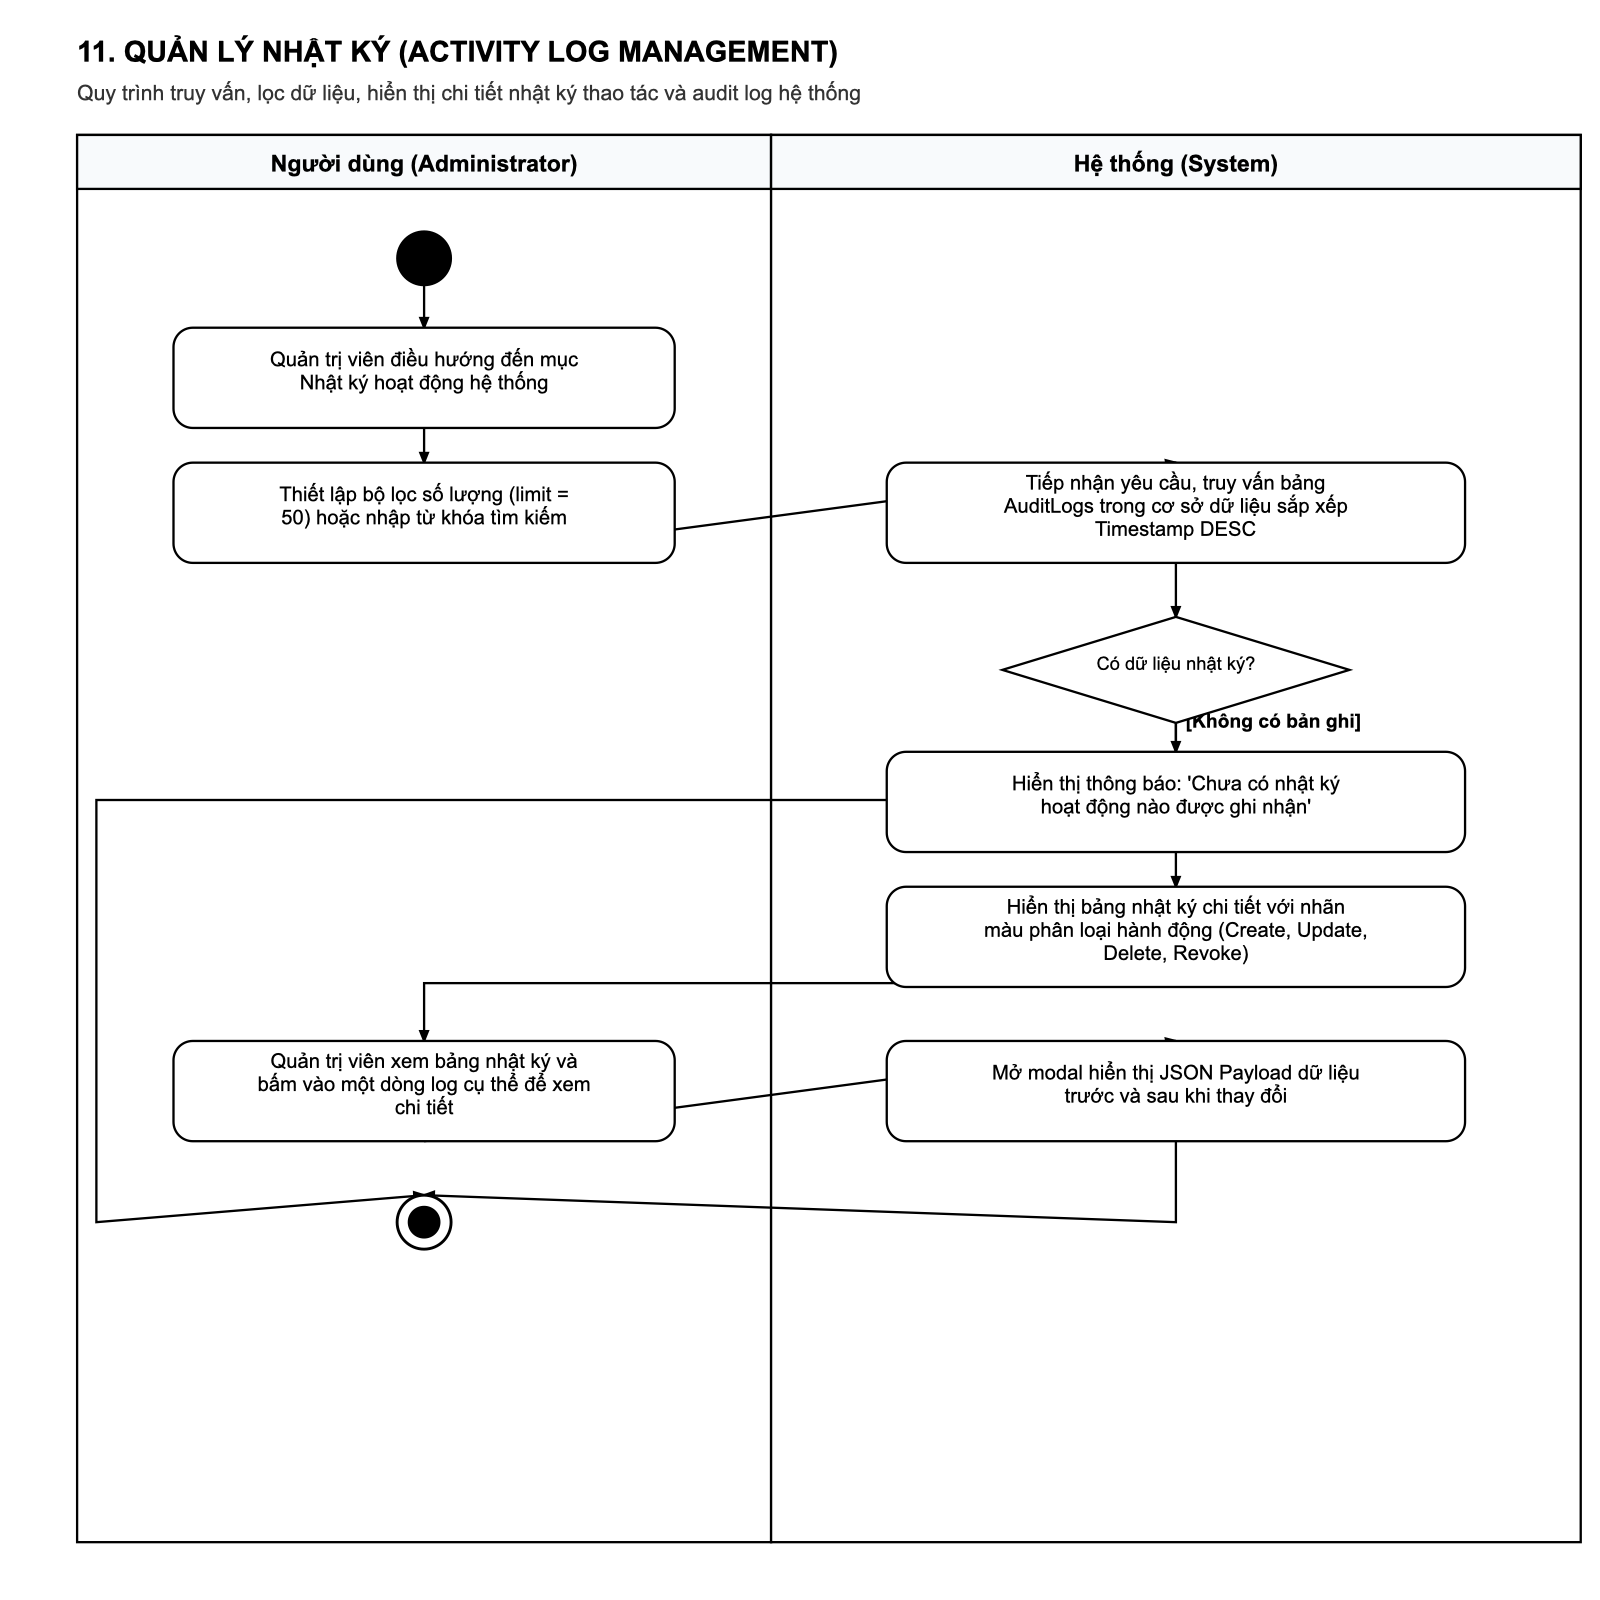 11. QUẢN LÝ NHẬT KÝ (ACTIVITY LOG MANAGEMENT)
Quy trình truy vấn, lọc dữ liệu, hiển thị chi tiết nhật ký thao tác và audit log hệ thống
Người dùng (Administrator)
Hệ thống (System)
Quản trị viên điều hướng đến mục
Nhật ký hoạt động hệ thống
Thiết lập bộ lọc số lượng (limit =
50) hoặc nhập từ khóa tìm kiếm
Tiếp nhận yêu cầu, truy vấn bảng
AuditLogs trong cơ sở dữ liệu sắp xếp
Timestamp DESC
Có dữ liệu nhật ký?
[Không có bản ghi]
Hiển thị thông báo: 'Chưa có nhật ký
hoạt động nào được ghi nhận'
Hiển thị bảng nhật ký chi tiết với nhãn
màu phân loại hành động (Create, Update,
Delete, Revoke)
Quản trị viên xem bảng nhật ký và
bấm vào một dòng log cụ thể để xem
chi tiết
Mở modal hiển thị JSON Payload dữ liệu
trước và sau khi thay đổi